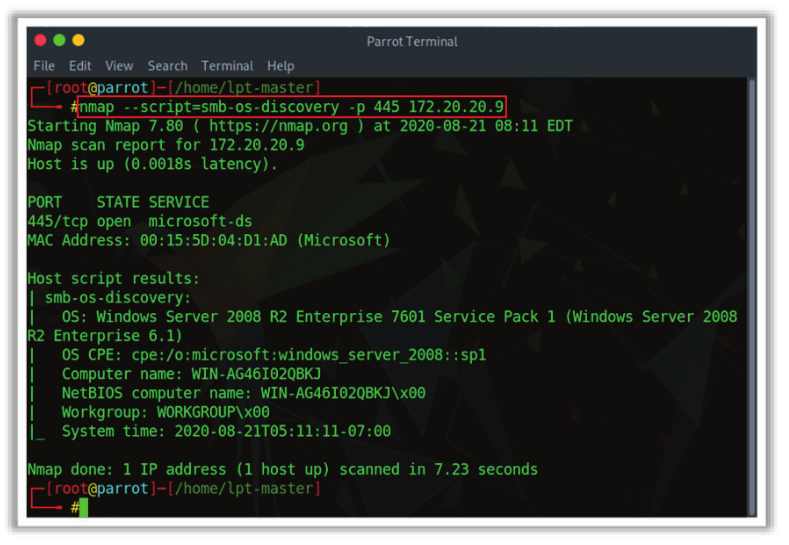 Parrot Terminal
File Edit View Search Terminal Help
[root@parrot]-[/home/lpt-master]
#nmap --script=smb-os-discovery -p 445 172.20.20.9
Starting Nmap 7.80 ( https://nmap.org ) at 2020-08-21 08:11 EDT
Nmap scan report for 172.20.20.9
Host is up (0.0018s latency).
PORT    STATE SERVICE
445/tcp open  microsoft-ds
MAC Address: 00:15:5D:04:D1:AD (Microsoft)
Host script results:
| smb-os-discovery:
|   OS: Windows Server 2008 R2 Enterprise 7601 Service Pack 1 (Windows Server 2008
R2 Enterprise 6.1)
|   OS CPE: cpe:/o:microsoft:windows_server_2008::sp1
|   Computer name: WIN-AG46I02QBKJ
|   NetBIOS computer name: WIN-AG46I02QBKJ\x00
|   Workgroup: WORKGROUP\x00
|_  System time: 2020-08-21T05:11:11-07:00
Nmap done: 1 IP address (1 host up) scanned in 7.23 seconds
[root@parrot]-[/home/lpt-master]
#